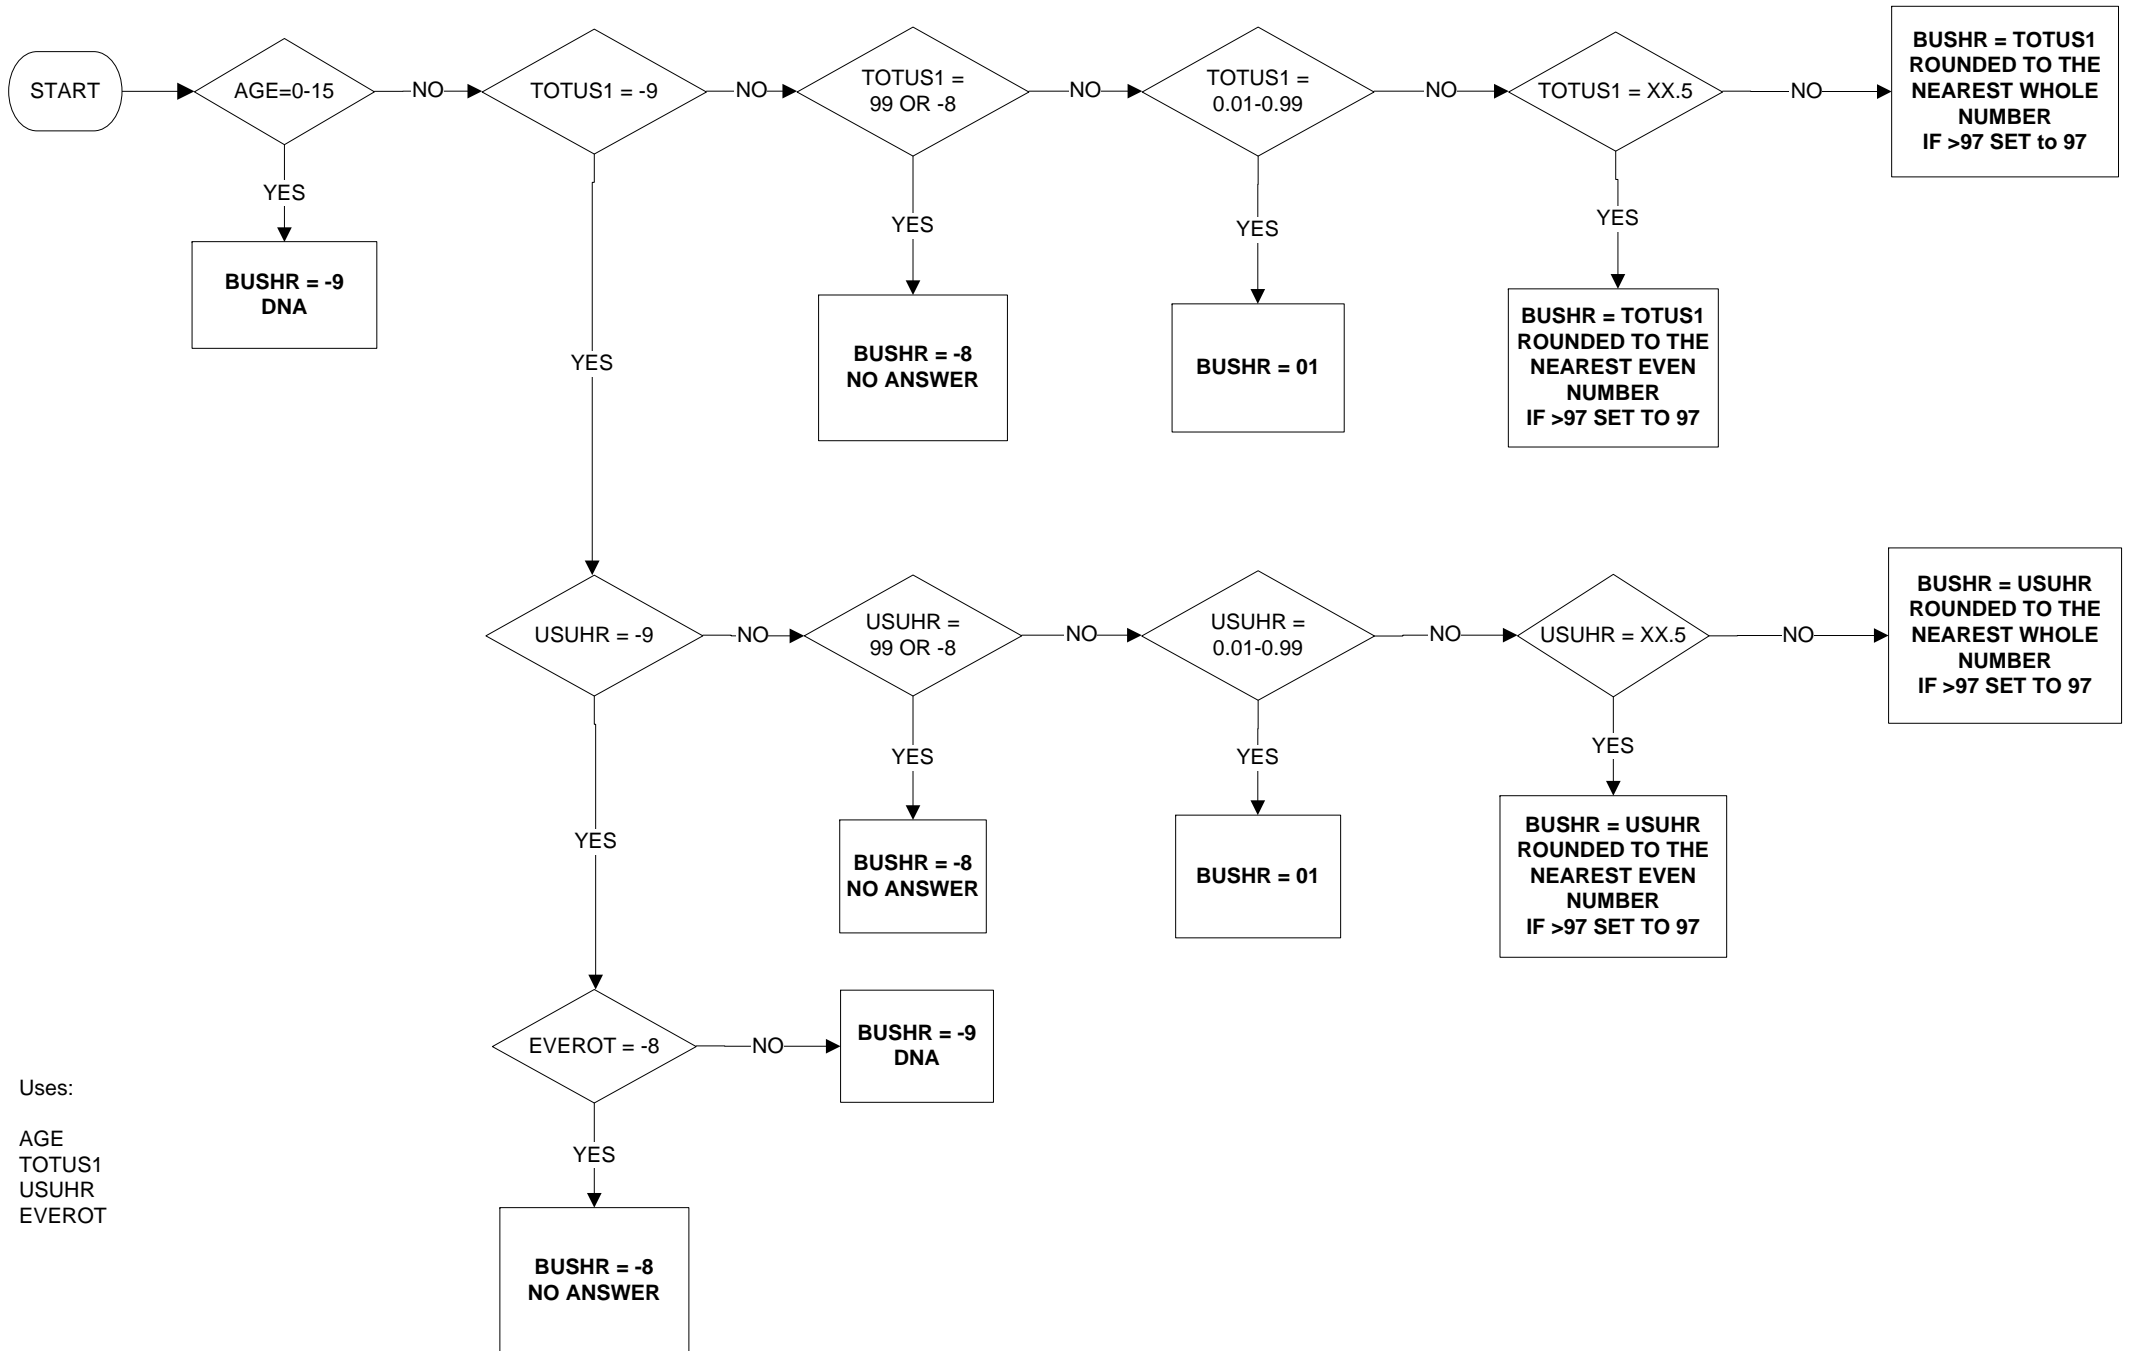 START
AGE=0-15
NO
TOTUS1 = -9
NO
TOTUS1 =
99 OR -8
NO
TOTUS1 =
0.01-0.99
NO
TOTUS1 = XX.5
NO
BUSHR = TOTUS1
ROUNDED TO THE
NEAREST WHOLE
NUMBER
IF >97 SET to 97
YES
BUSHR = -9
DNA
YES
YES
BUSHR = -8
NO ANSWER
YES
BUSHR = 01
YES
BUSHR = TOTUS1
ROUNDED TO THE
NEAREST EVEN
NUMBER
IF >97 SET TO 97
USUHR = -9
NO
USUHR =
99 OR -8
NO
USUHR =
0.01-0.99
NO
USUHR = XX.5
NO
BUSHR = USUHR
ROUNDED TO THE
NEAREST WHOLE
NUMBER
IF >97 SET TO 97
YES
YES
BUSHR = -8
NO ANSWER
YES
BUSHR = 01
YES
BUSHR = USUHR
ROUNDED TO THE
NEAREST EVEN
NUMBER
IF >97 SET TO 97
EVEROT = -8
NO
BUSHR = -9
DNA
YES
BUSHR = -8
NO ANSWER
Uses:
AGE
TOTUS1
USUHR
EVEROT